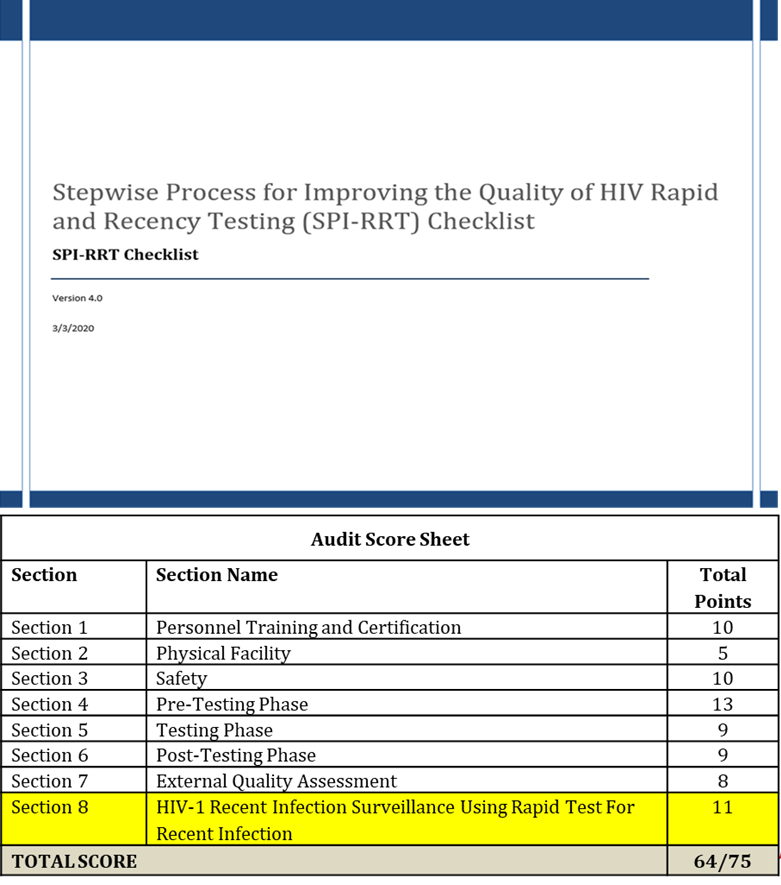 Stepwise Process for Improving the Quality of HIV Rapid
and Recency Testing (SPI-RRT) Checklist
SPI-RRT Checklist
Version 4.0
3/3/2020
Audit Score Sheet
Section Section Name Total
Points
Section 1 Personnel Training and Certification 10
Section 2 Physical Facility 5
Section 3 Safety 10
Section 4 Pre-Testing Phase 13
Section 5 Testing Phase 9
Section 6 Post-Testing Phase 9
Section 7 External Quality Assessment 8
Section 8 HIV-1 Recent Infection Surveillance Using Rapid Test For 11
Recent Infection
TOTAL SCORE 64/75